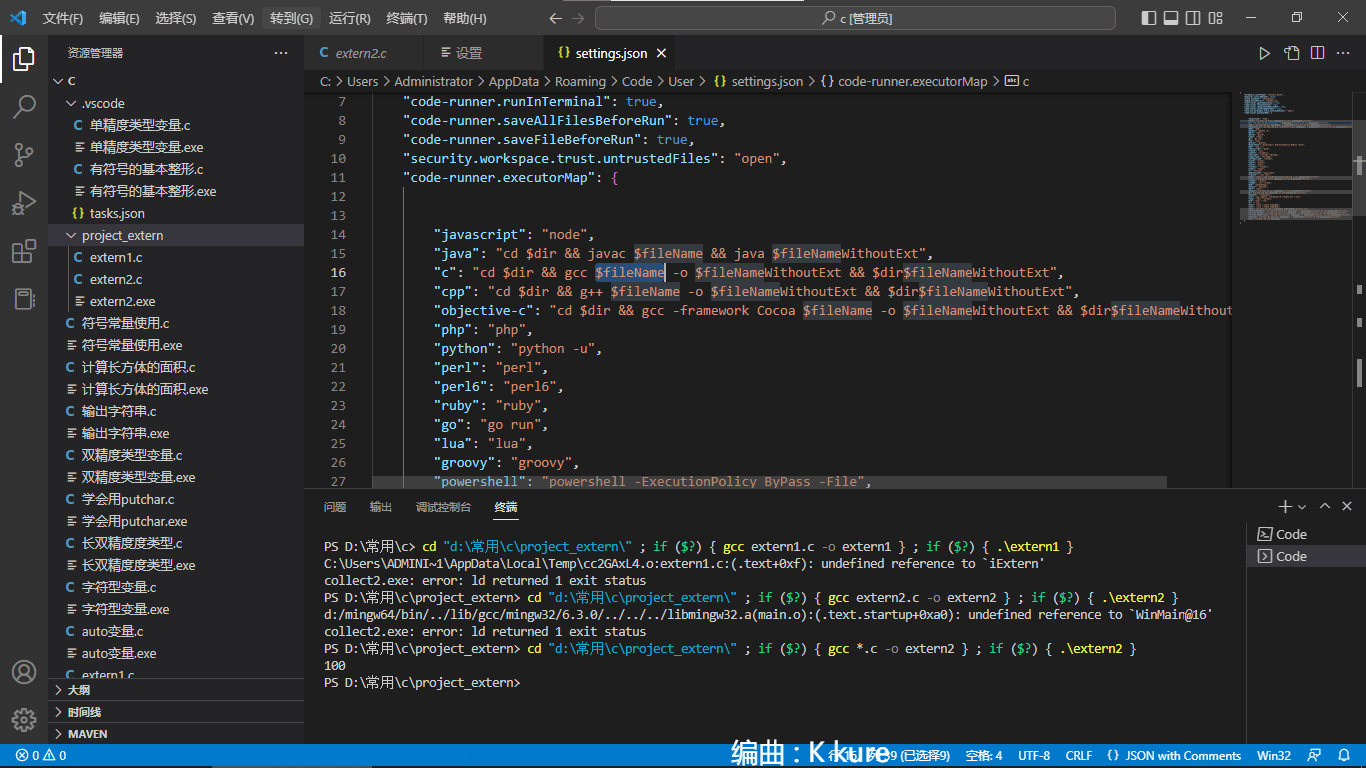 文件(F) 编辑(E) 选择(S) 查看(V) 转到(G) 运行(R) 终端(T) 帮助(H) c [管理员]
资源管理器
C
.vscode
单精度类型变量.c
单精度类型变量.exe
有符号的基本整形.c
有符号的基本整形.exe
tasks.json
project_extern
extern1.c
extern2.c
extern2.exe
符号常量使用.c
符号常量使用.exe
计算长方体的面积.c
计算长方体的面积.exe
输出字符串.c
输出字符串.exe
双精度类型变量.c
双精度类型变量.exe
学会用putchar.c
学会用putchar.exe
长双精度度类型.c
长双精度度类型.exe
字符型变量.c
字符型变量.exe
auto变量.c
auto变量.exe
extern1.c
大纲
时间线
MAVEN
extern2.c 设置 settings.json
C: > Users > Administrator > AppData > Roaming > Code > User > {} settings.json > {} code-runner.executorMap > c
7 "code-runner.runInTerminal": true,
8 "code-runner.saveAllFilesBeforeRun": true,
9 "code-runner.saveFileBeforeRun": true,
10 "security.workspace.trust.untrustedFiles": "open",
11 "code-runner.executorMap": {
12
13
14 "javascript": "node",
15 "java": "cd $dir && javac $fileName && java $fileNameWithoutExt",
16 "c": "cd $dir && gcc $fileName -o $fileNameWithoutExt && $dir$fileNameWithoutExt",
17 "cpp": "cd $dir && g++ $fileName -o $fileNameWithoutExt && $dir$fileNameWithoutExt",
18 "objective-c": "cd $dir && gcc -framework Cocoa $fileName -o $fileNameWithoutExt && $dir$fileNameWithout
19 "php": "php",
20 "python": "python -u",
21 "perl": "perl",
22 "perl6": "perl6",
23 "ruby": "ruby",
24 "go": "go run",
25 "lua": "lua",
26 "groovy": "groovy",
27 "powershell": "powershell -ExecutionPolicy ByPass -File",
问题 输出 调试控制台 终端
PS D:\常用\c> cd "d:\常用\c\project_extern\" ; if ($?) { gcc extern1.c -o extern1 } ; if ($?) { .\extern1 }
C:\Users\ADMINI~1\AppData\Local\Temp\cc2GAxL4.o:extern1.c:(.text+0xf): undefined reference to `iExtern'
collect2.exe: error: ld returned 1 exit status
PS D:\常用\c\project_extern> cd "d:\常用\c\project_extern\" ; if ($?) { gcc extern2.c -o extern2 } ; if ($?) { .\extern2 }
d:/mingw64/bin/../lib/gcc/mingw32/6.3.0/../../../libmingw32.a(main.o):(.text.startup+0xa0): undefined reference to `WinMain@16'
collect2.exe: error: ld returned 1 exit status
PS D:\常用\c\project_extern> cd "d:\常用\c\project_extern\" ; if ($?) { gcc *.c -o extern2 } ; if ($?) { .\extern2 }
100
PS D:\常用\c\project_extern>
Code
Code
0 0 (已选择9) 空格: 4 UTF-8 CRLF {} JSON with Comments Win32
编曲 : K kure